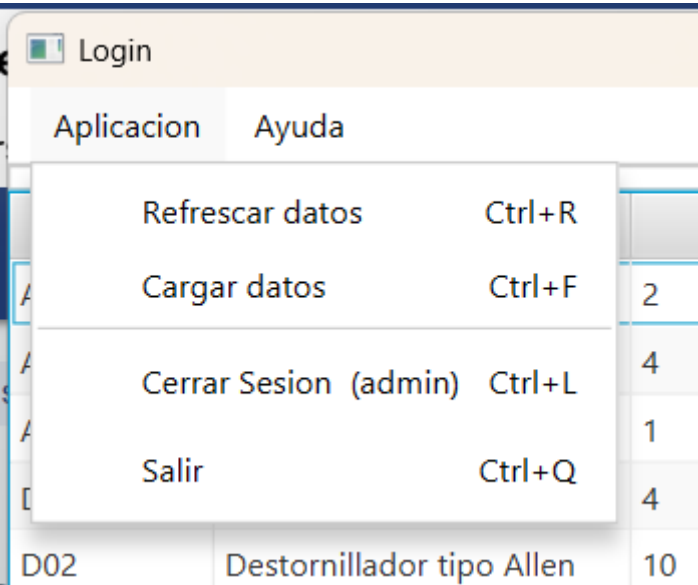 Login
Aplicacion Ayuda
Refrescar datos Ctrl+R
Cargar datos Ctrl+F
2
Cerrar Sesion (admin) Ctrl+L
4
1
Salir Ctrl+Q
4
D02 Destornillador tipo Allen 10